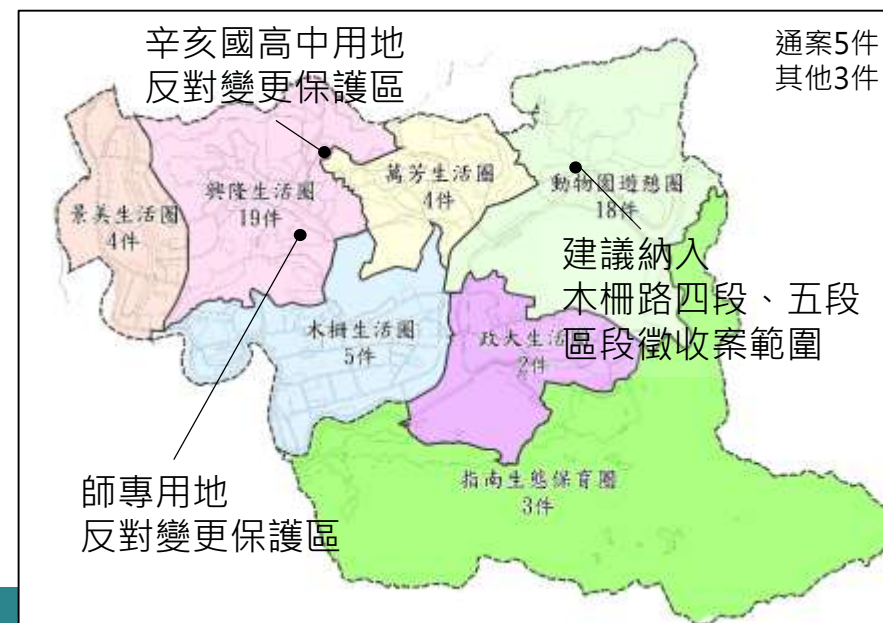 辛亥國高中用地
反對變更保護區
通案5件
其他3件
景美生活圈
4件
興隆生活圈
19件
萬芳生活圈
4件
動物園遊憩圈
18件
建議納入
木柵路四段、五段
區段徵收案範圍
木柵生活圈
5件
政大生活圈
2件
師專用地
反對變更保護區
指南生態保育圈
3件